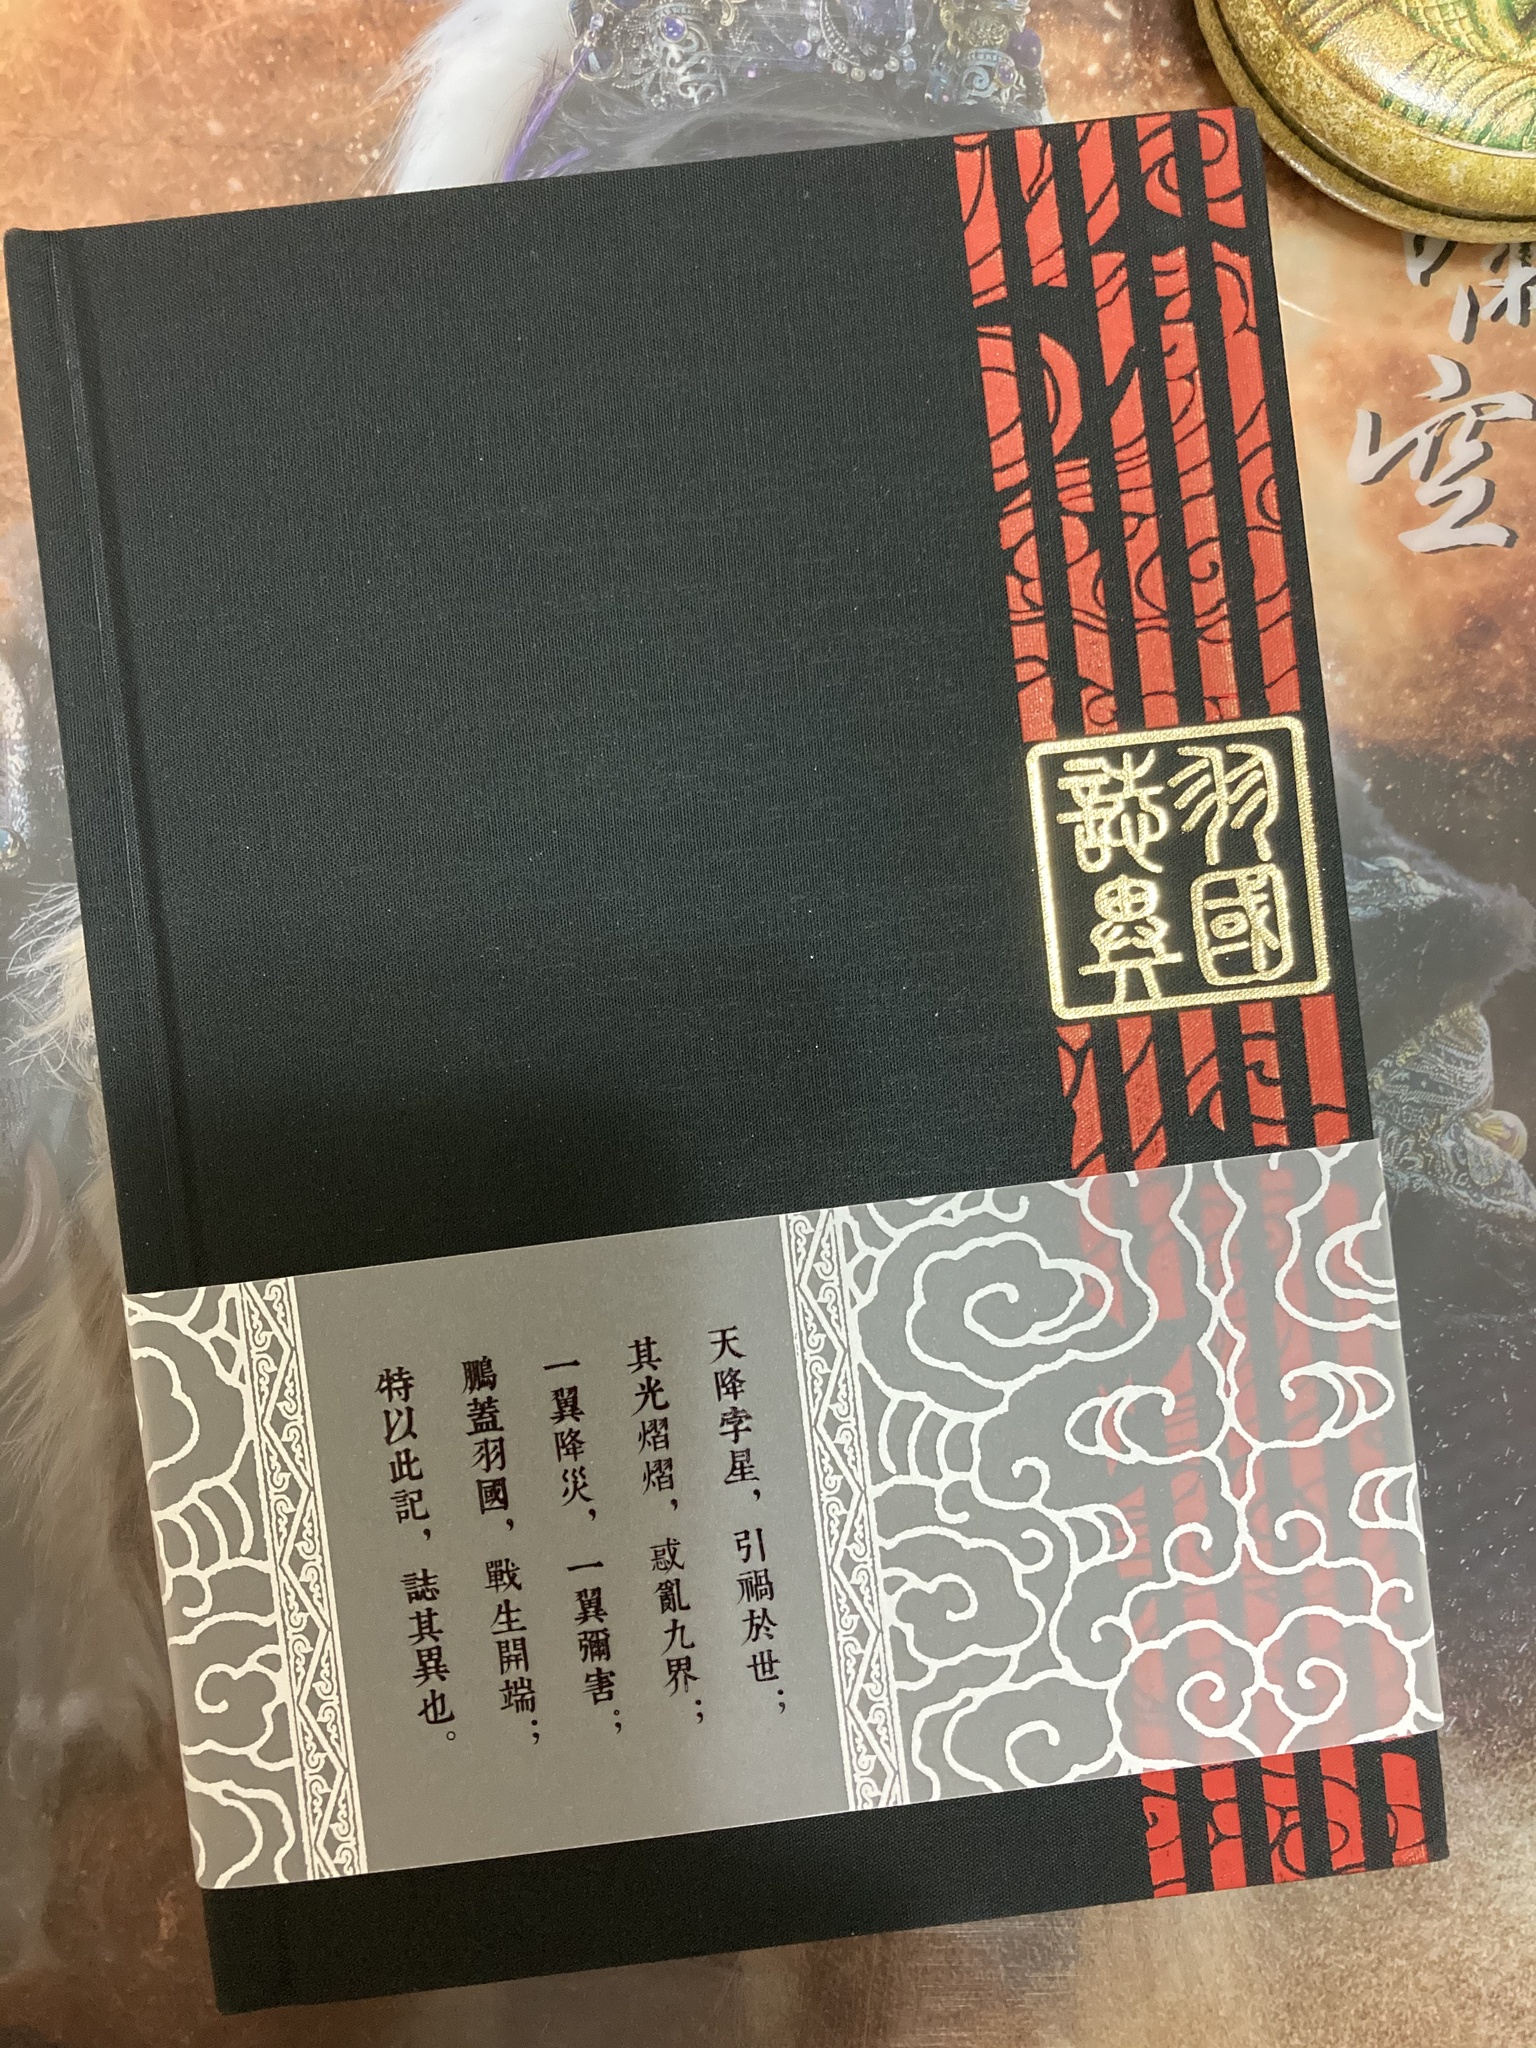 羽國
誌異
天降孛星，引禍於世；
其光熠熠，惑亂九界；
一翼降災，一翼彌害。；
鵬蓋羽國，戰生開端；
特以此記，誌其異也。
空